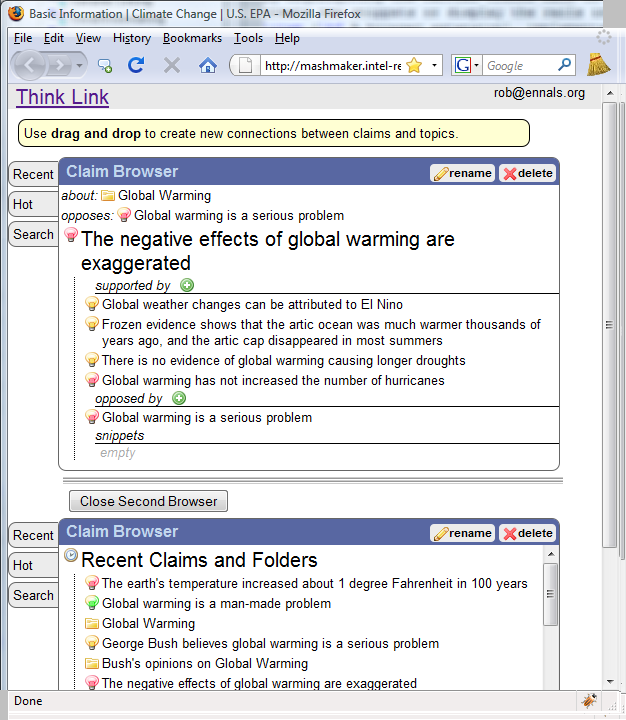 Basic Information | Climate Change | U.S. EPA - Mozilla Firefox
File Edit View History Bookmarks Tools Help
http://mashmaker.intel-re
G Google
Think Link
rob@ennals.org
Use drag and drop to create new connections between claims and topics.
Recent
Hot
Search
Claim Browser
rename
delete
about: Global Warming
opposes: Global warming is a serious problem
The negative effects of global warming are
exaggerated
supported by
Global weather changes can be attributed to El Nino
Frozen evidence shows that the artic ocean was much warmer thousands of
years ago, and the artic cap disappeared in most summers
There is no evidence of global warming causing longer droughts
Global warming has not increased the number of hurricanes
opposed by
Global warming is a serious problem
snippets
empty
Close Second Browser
Recent
Hot
Search
Claim Browser
rename
delete
Recent Claims and Folders
The earth's temperature increased about 1 degree Fahrenheit in 100 years
Global warming is a man-made problem
Global Warming
George Bush believes global warming is a serious problem
Bush's opinions on Global Warming
The negative effects of global warming are exaggerated
Done